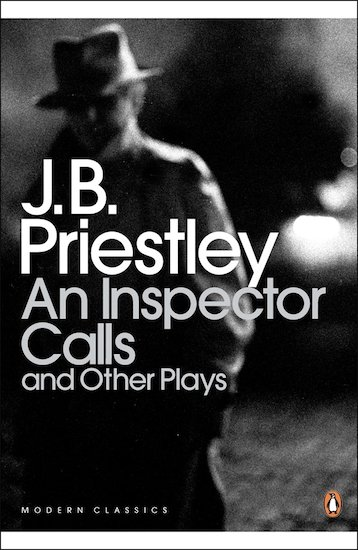 J.B.
Priestley
An Inspector
Calls
and Other Plays
MODERN CLASSICS